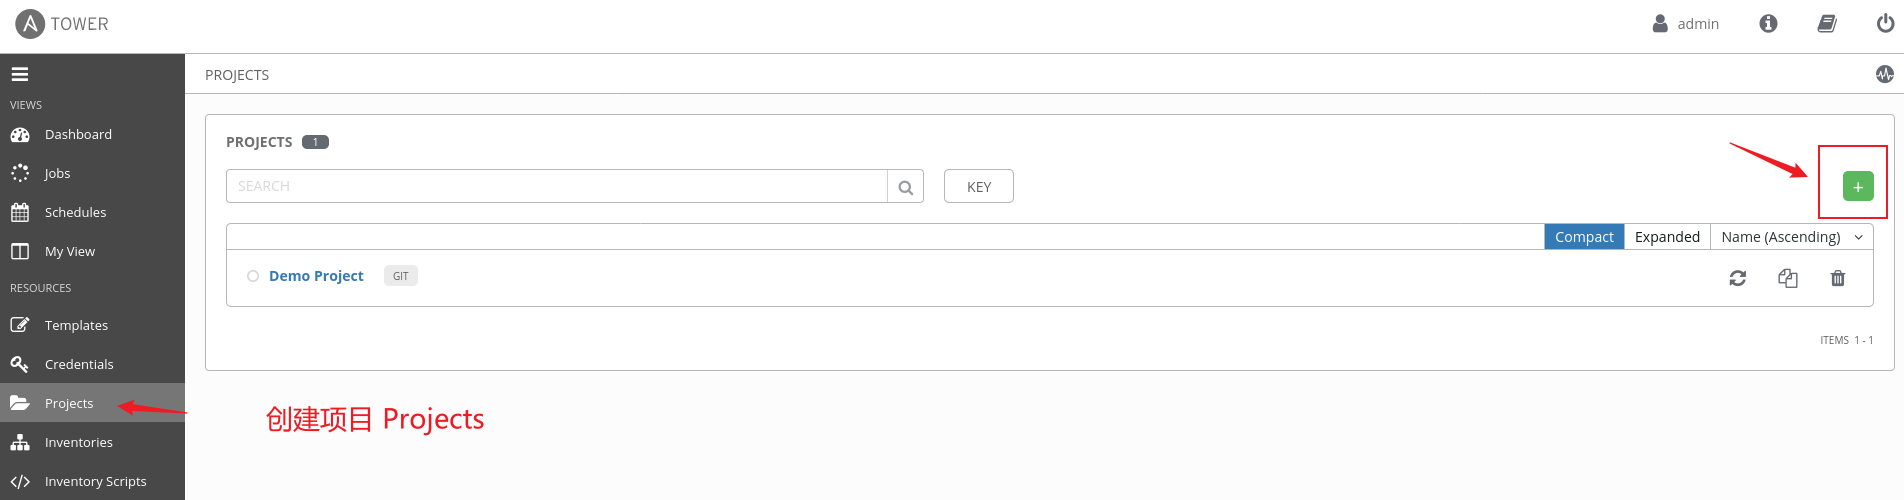 TOWER
admin
VIEWS
Dashboard
Jobs
Schedules
My View
RESOURCES
Templates
Credentials
Projects
Inventories
Inventory Scripts
PROJECTS
PROJECTS 1
SEARCH
KEY
+
Compact Expanded Name (Ascending)
Demo Project GIT
ITEMS 1 - 1
创建项目 Projects